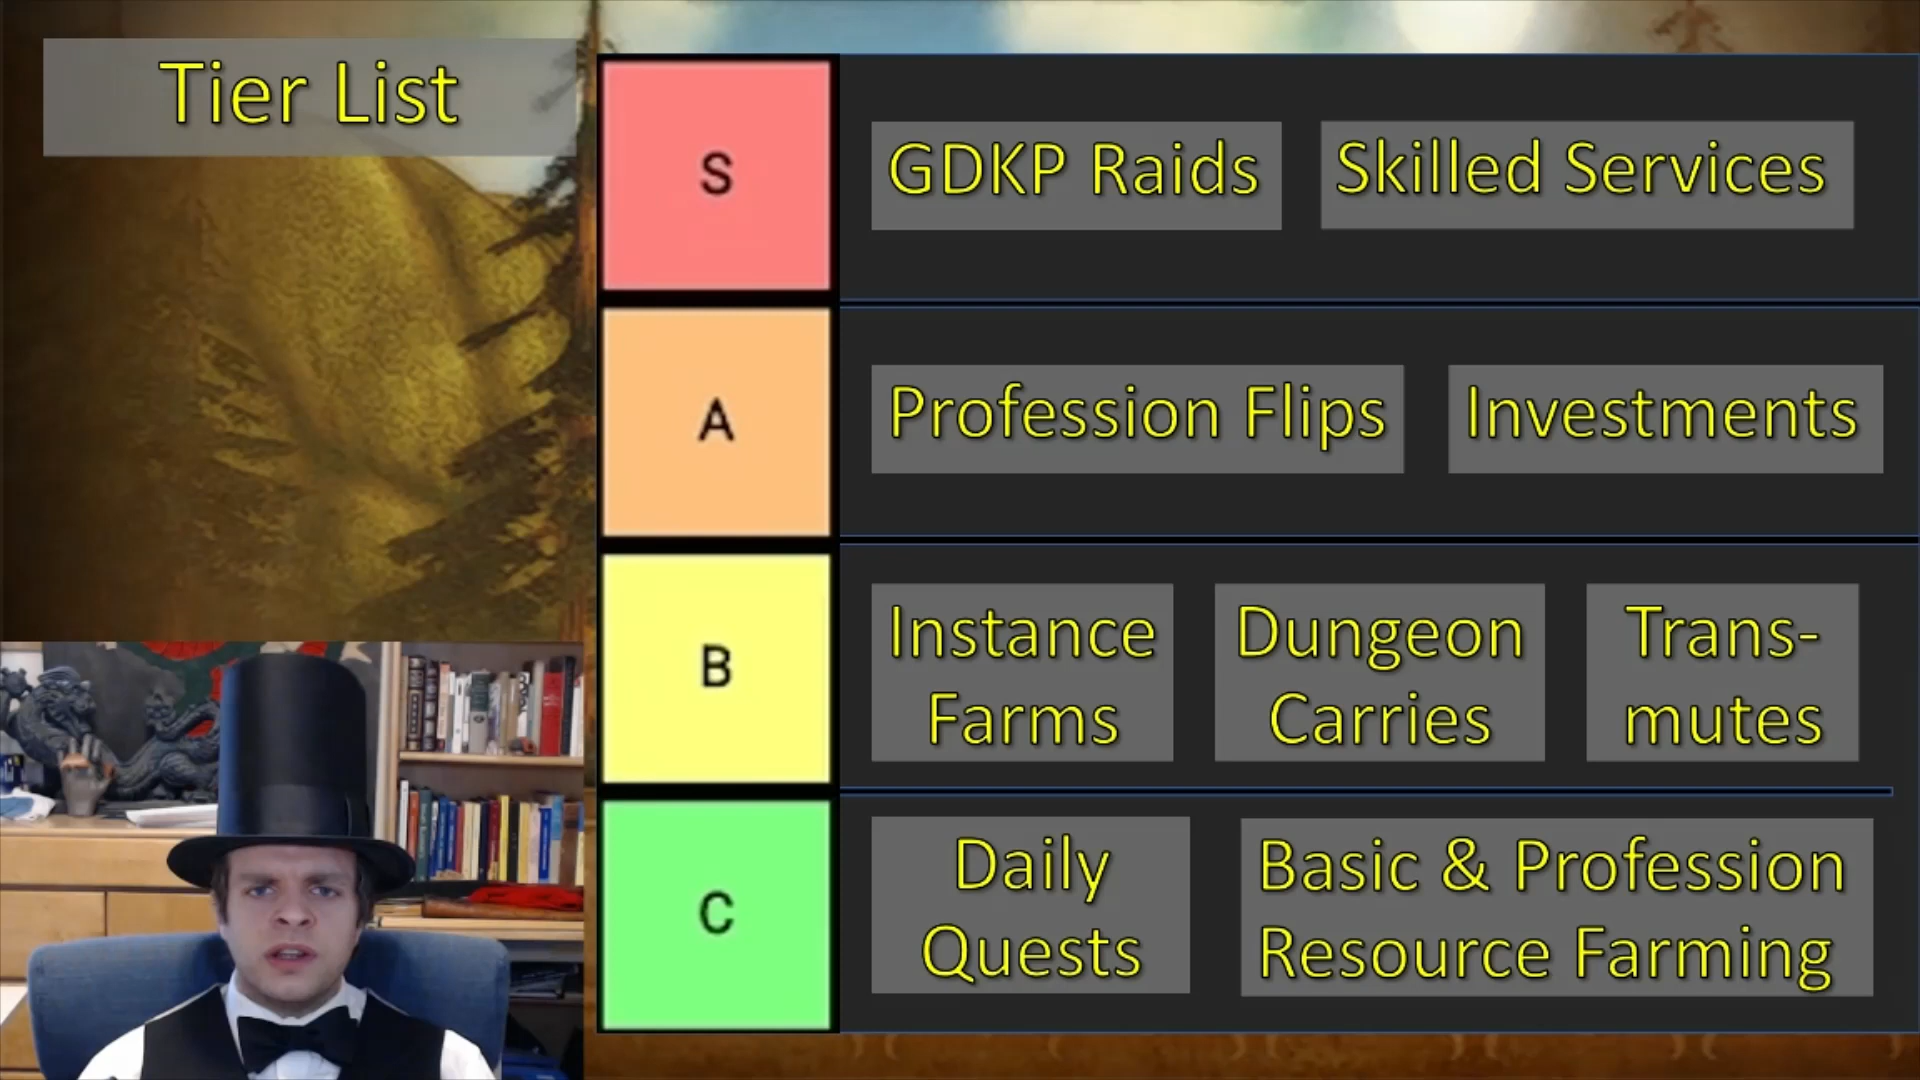 Tier List
S
GDKP Raids
Skilled Services
A
Profession Flips
Investments
B
Instance
Farms
Dungeon
Carries
Trans-
mutes
C
Daily
Quests
Basic & Profession
Resource Farming